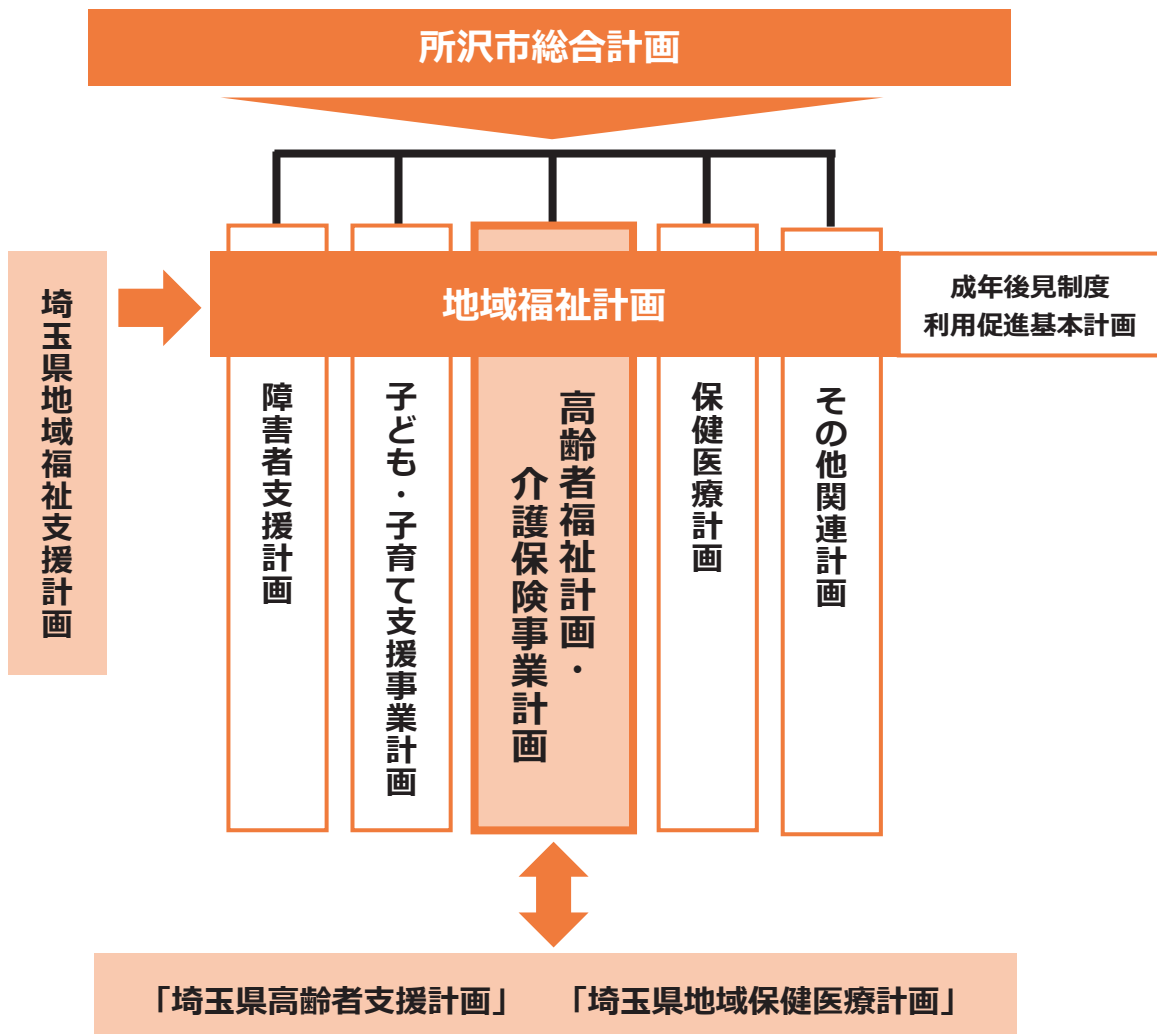 所沢市総合計画
埼玉県地域福祉支援計画
地域福祉計画
成年後見制度
利用促進基本計画
障害者支援計画
子ども・子育て支援事業計画
高齢者福祉計画・
介護保険事業計画
保健医療計画
その他関連計画
「埼玉県高齢者支援計画」 「埼玉県地域保健医療計画」